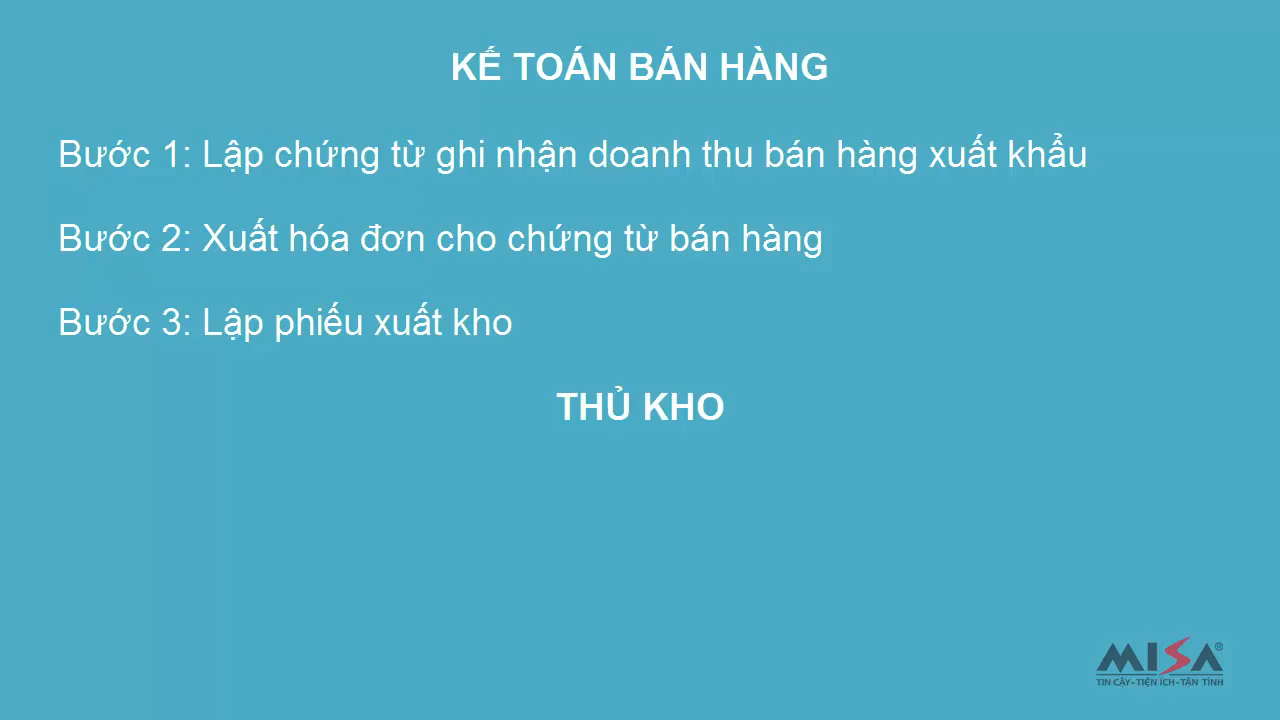 KẾ TOÁN BÁN HÀNG
Bước 1: Lập chứng từ ghi nhận doanh thu bán hàng xuất khẩu
Bước 2: Xuất hóa đơn cho chứng từ bán hàng
Bước 3: Lập phiếu xuất kho
THỦ KHO
MISA®
TIN CẬY - TIỆN ÍCH - TẬN TÌNH